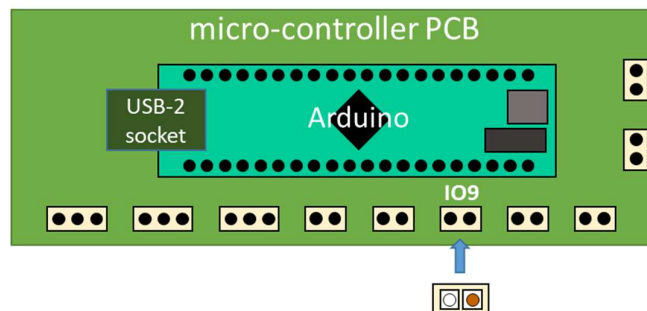 micro-controller PCB
USB-2
socket
Arduino
IO9